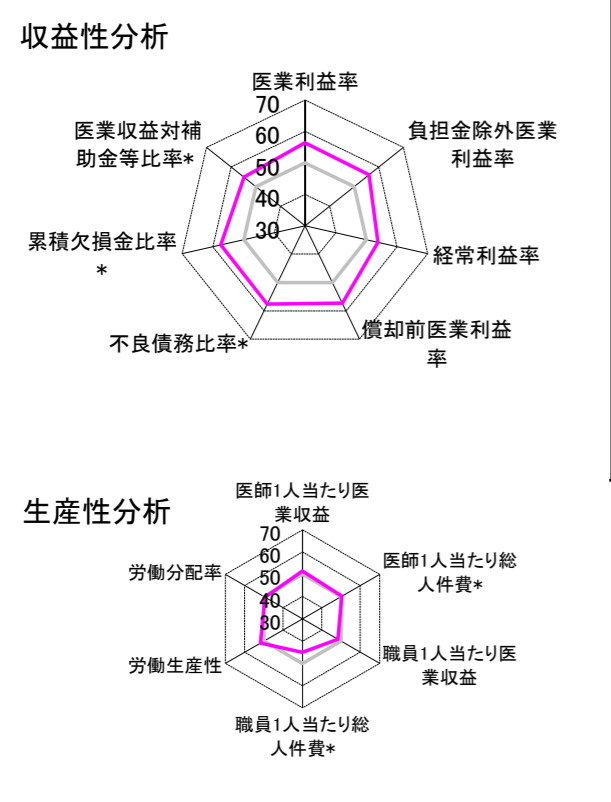 収益性分析
医業利益率
70
60
50
40
30
負担金除外医業
利益率
経常利益率
償却前医業利益
率
不良債務比率*
累積欠損金比率
*
医業収益対補
助金等比率*
生産性分析
医師1人当たり医
業収益
70
60
50
40
30
医師1人当たり総
人件費*
職員1人当たり医
業収益
職員1人当たり総
人件費*
労働生産性
労働分配率